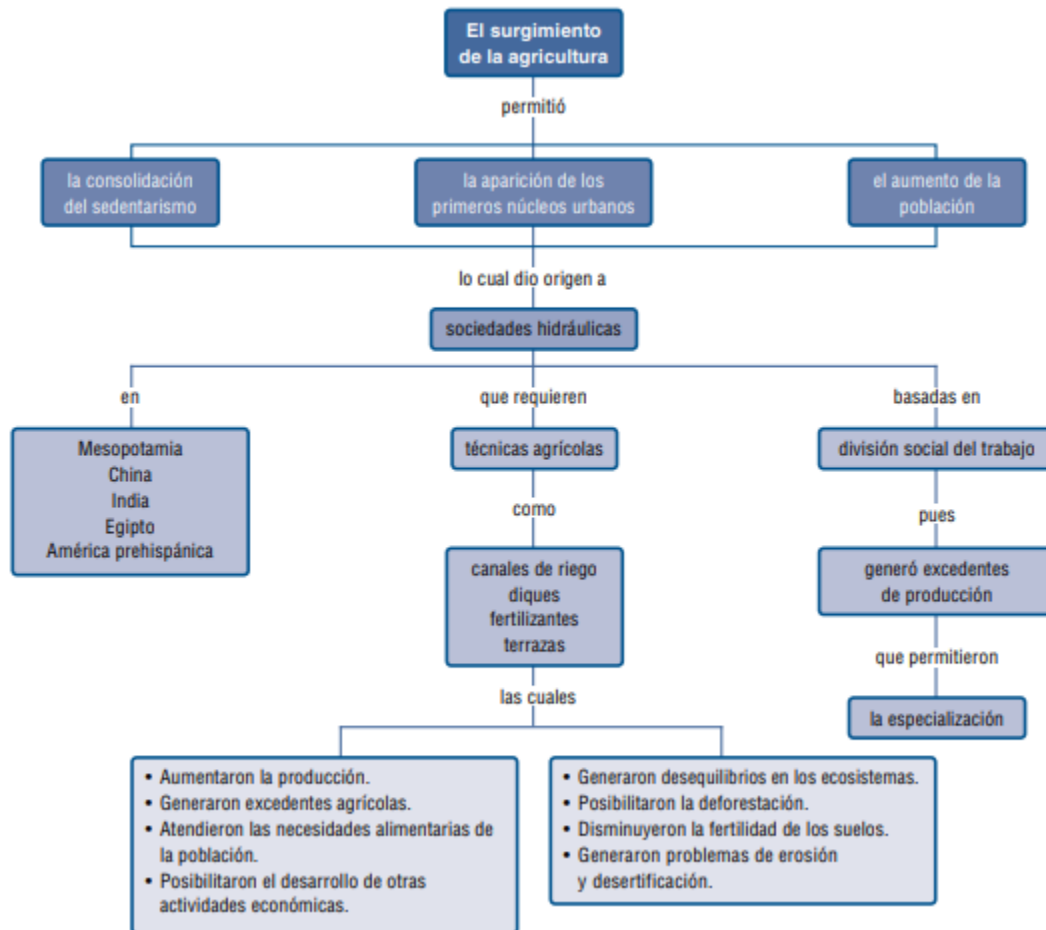 El surgimiento
de la agricultura
permitió
la consolidación
del sedentarismo
la aparición de los
primeros núcleos urbanos
el aumento de la
población
lo cual dio origen a
sociedades hidráulicas
en
Mesopotamia
China
India
Egipto
América prehispánica
que requieren
técnicas agrícolas
como
canales de riego
diques
fertilizantes
terrazas
las cuales
• Aumentaron la producción.
• Generaron excedentes agrícolas.
• Atendieron las necesidades alimentarias de
la población.
• Posibilitaron el desarrollo de otras
actividades económicas.
• Generaron desequilibrios en los ecosistemas.
• Posibilitaron la deforestación.
• Disminuyeron la fertilidad de los suelos.
• Generaron problemas de erosión
y desertificación.
basadas en
división social del trabajo
pues
generó excedentes
de producción
que permitieron
la especialización